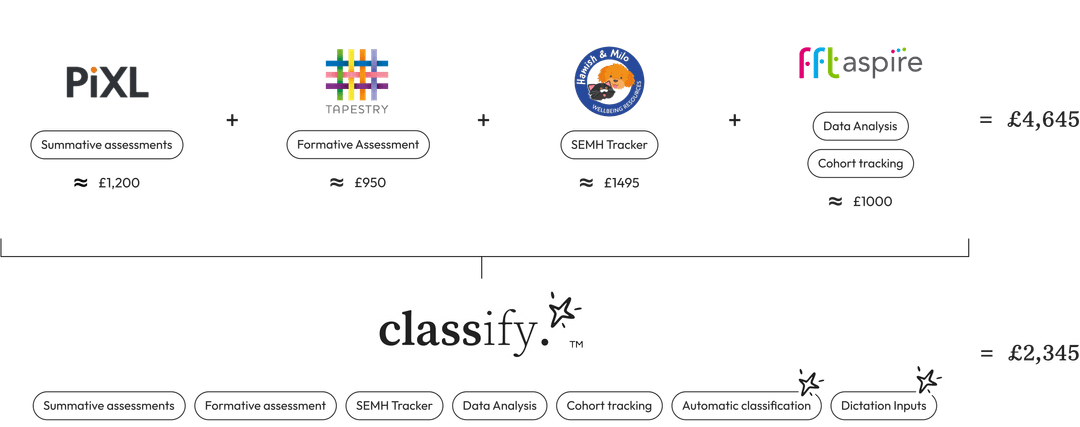 PiXL
Summative assessments
≈ £1,200
+
TAPESTRY
Formative Assessment
≈ £950
+
Hamish & Milo
WELLBEING RESOURCES
SEMH Tracker
≈ £1495
+
fft aspire
Data Analysis
Cohort tracking
≈ £1000
= £4,645
classify. TM
= £2,345
Summative assessments
Formative assessment
SEMH Tracker
Data Analysis
Cohort tracking
Automatic classification
Dictation Inputs